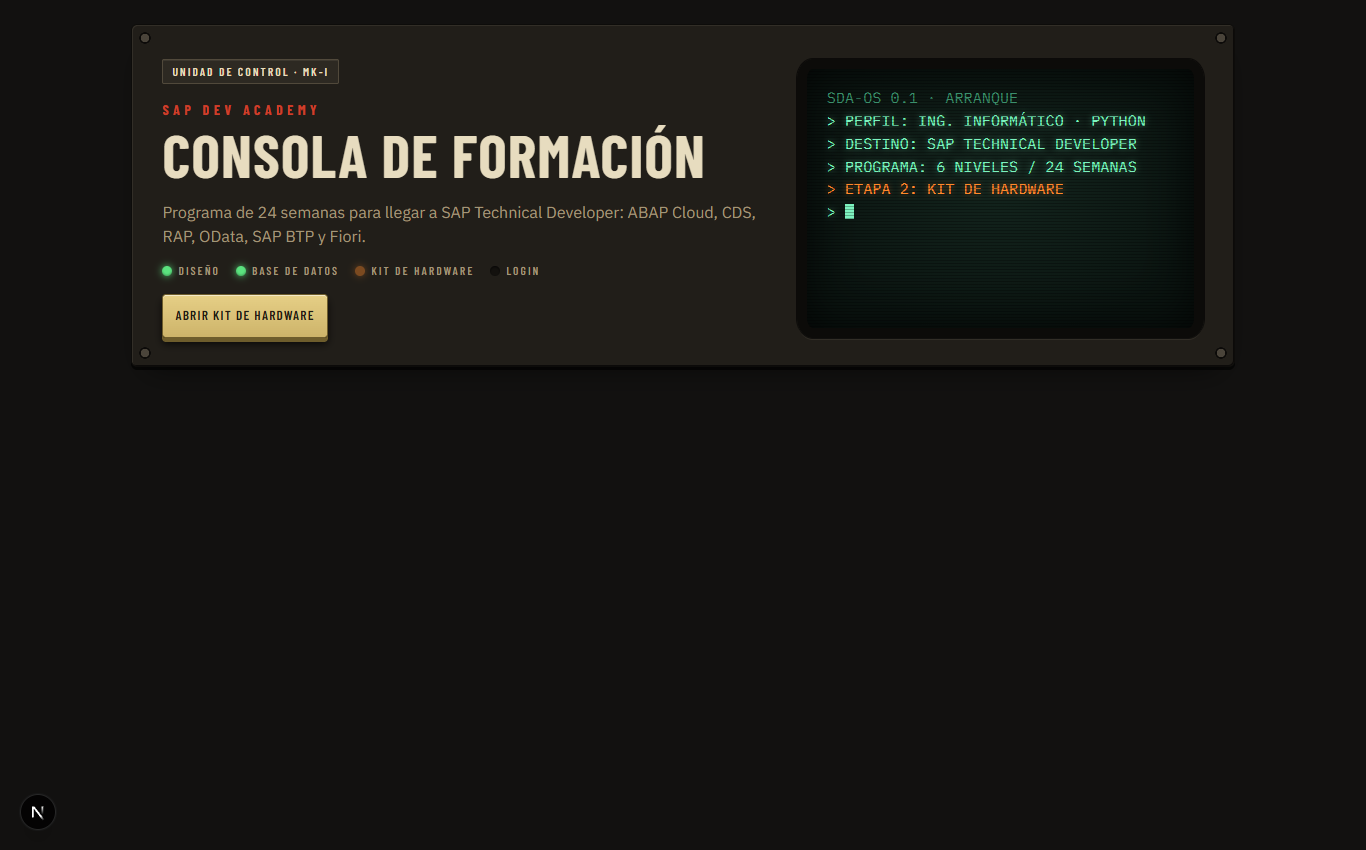 UNIDAD DE CONTROL · MK-I
SAP DEV ACADEMY
CONSOLA DE FORMACIÓN
Programa de 24 semanas para llegar a SAP Technical Developer: ABAP Cloud, CDS,
RAP, OData, SAP BTP y Fiori.
DISEÑO BASE DE DATOS KIT DE HARDWARE LOGIN
ABRIR KIT DE HARDWARE
SDA-OS 0.1 · ARRANQUE
> PERFIL: ING. INFORMÁTICO · PYTHON
> DESTINO: SAP TECHNICAL DEVELOPER
> PROGRAMA: 6 NIVELES / 24 SEMANAS
> ETAPA 2: KIT DE HARDWARE
>
N